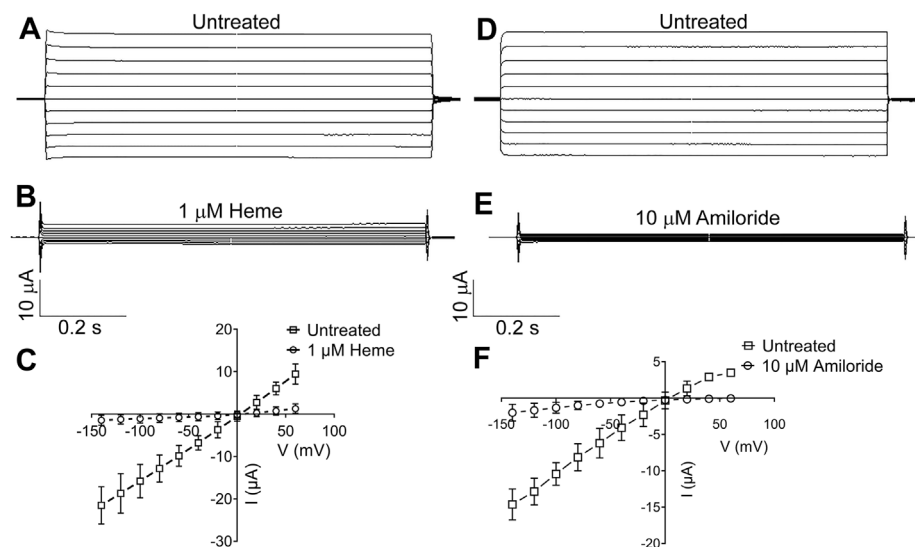 A
Untreated
B
1 µM Heme
10 µA
0.2 s
C
Untreated
1 µM Heme
20
10
-150
-100
-50
0
50
100
V (mV)
-10
-20
-30
I (µA)
D
Untreated
E
10 µM Amiloride
10 µA
0.2 s
F
Untreated
10 µM Amiloride
5
-150
-100
-50
0
50
100
V (mV)
-5
-10
-15
-20
I (µA)